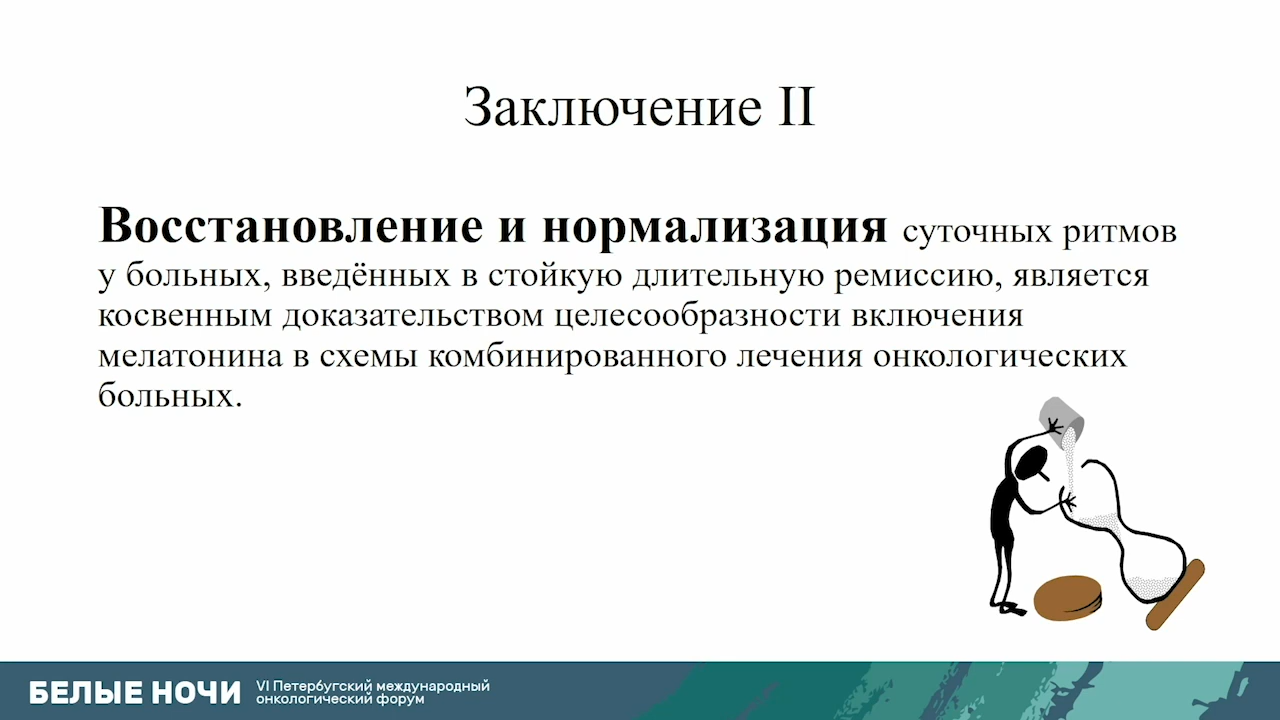 Заключение II
Восстановление и нормализация суточных ритмов
у больных, введённых в стойкую длительную ремиссию, является
косвенным доказательством целесообразности включения
мелатонина в схемы комбинированного лечения онкологических
больных.
БЕЛЫЕ НОЧИ
VI Петербугский международный
онкологический форум